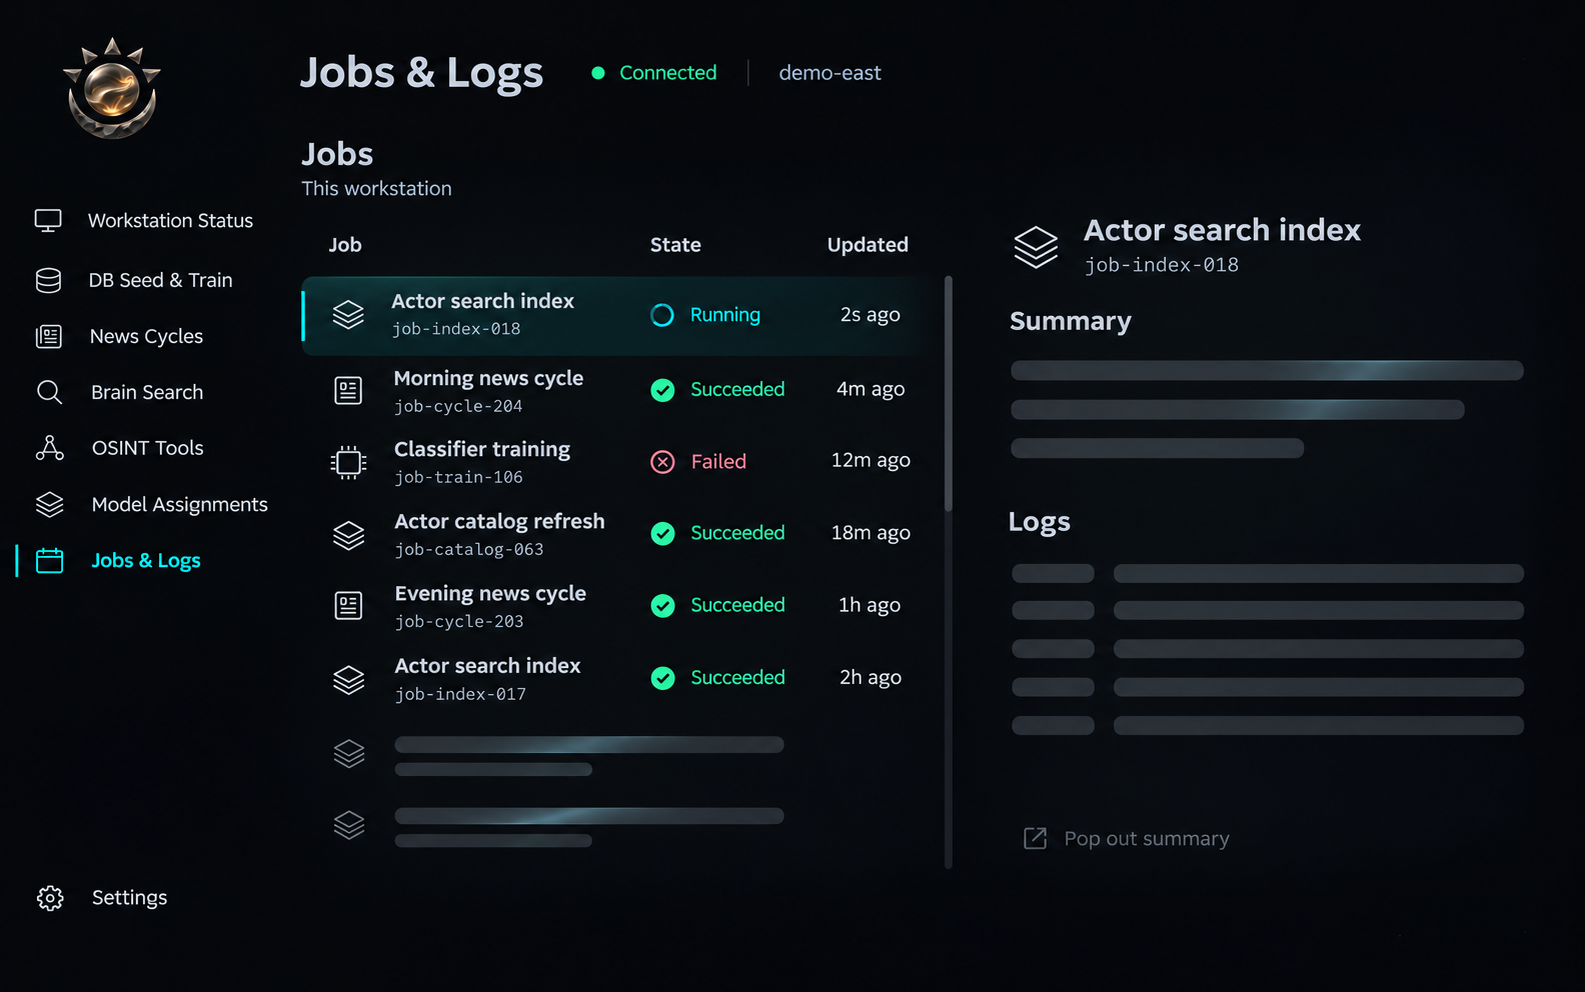 Jobs & Logs
Connected
demo-east
Jobs
This workstation
Workstation Status
DB Seed & Train
News Cycles
Brain Search
OSINT Tools
Model Assignments
Jobs & Logs
Settings
Job State Updated
Actor search index
job-index-018
Running
2s ago
Morning news cycle
job-cycle-204
Succeeded
4m ago
Classifier training
job-train-106
Failed
12m ago
Actor catalog refresh
job-catalog-063
Succeeded
18m ago
Evening news cycle
job-cycle-203
Succeeded
1h ago
Actor search index
job-index-017
Succeeded
2h ago
Actor search index
job-index-018
Summary
Logs
Pop out summary